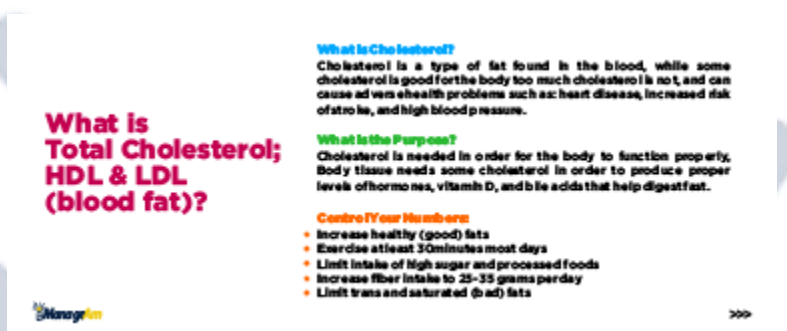 What is
Total Cholesterol;
HDL & LDL
(blood fat)?
What is Cholesterol?
Cholesterol is a type of fat found in the blood, while some
cholesterol is good for the body too much cholesterol is not, and can
cause adverse health problems such as: heart disease, increased risk
of stroke, and high blood pressure.
What is the Purpose?
Cholesterol is needed in order for the body to function properly,
Body tissue needs some cholesterol in order to produce proper
levels of hormones, vitamin D, and bile acids that help digest fast.
Control Your Numbers:
• Increase healthy (good) fats
• Exercise at least 30minutes most days
• Limit intake of high sugar and processed foods
• Increase fiber intake to 25-35 grams per day
• Limit trans and saturated (bad) fats
ManageAm
>>>